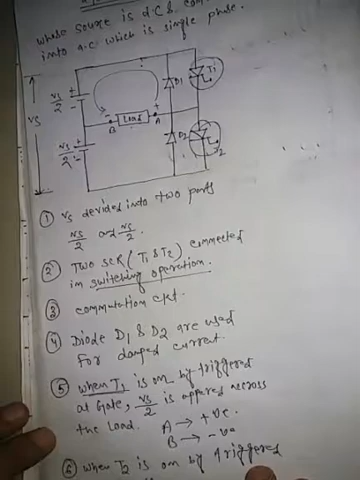 whose source is d.c &
into a.c which is single phase.
Vs/2
+
-
Vs
Vs/2
+
-
-
Load
+
B
A
D1
T1
D2
T2
① Vs devided into two parts
Vs/2 and Vs/2.
② Two SCR (T1 & T2) connected
in switching operation.
③ commutation ckt.
④ Diode D1 & D2 are used
For damped current.
⑤ when T1 is on by triggered
at Gate, Vs/2 is appered across
the Load. A → +ve.
B → -ve
⑥ when T2 is on by triggered